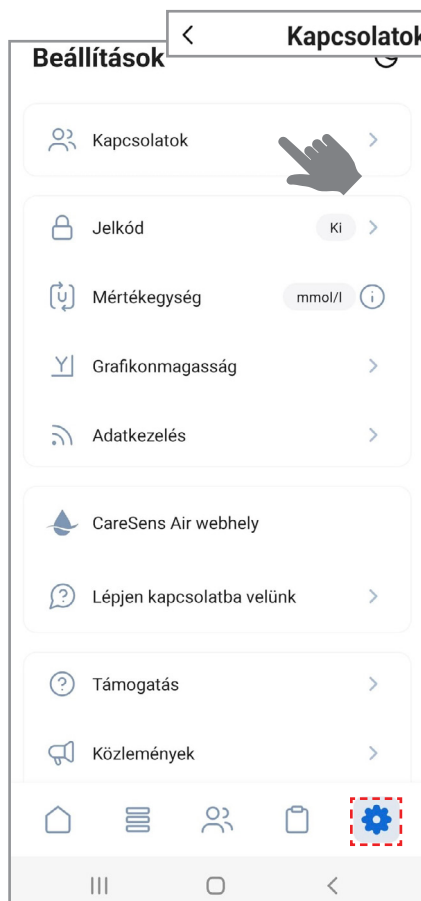 Kapcsolatok
Beállítások
Kapcsolatok
Jelkód Ki
Mértékegység mmol/l
Grafikonmagasság
Adatkezelés
CareSens Air webhely
Lépjen kapcsolatba velünk
Támogatás
Közlemények